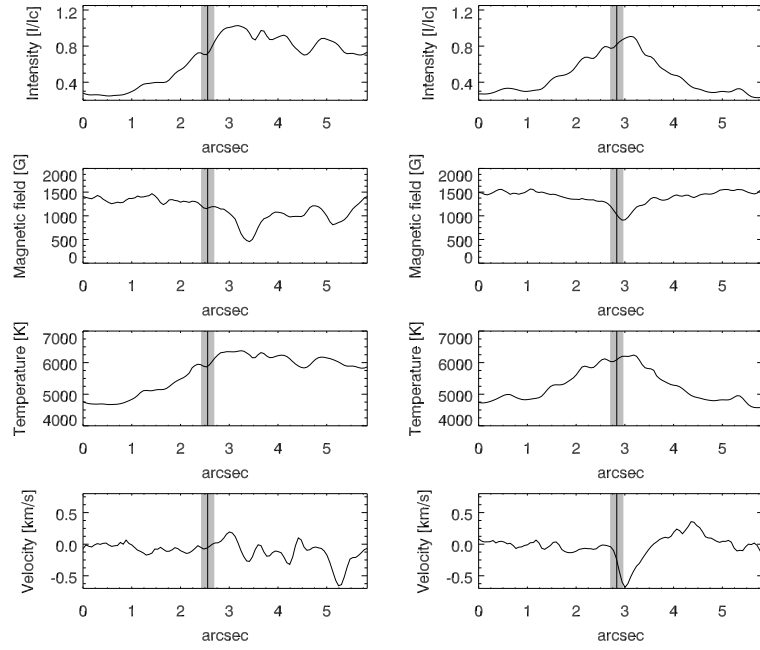 Intensity [I/Ic]
1.2
0.8
0.4
0 1 2 3 4 5
arcsec
Intensity [I/Ic]
1.2
0.8
0.4
0 1 2 3 4 5
arcsec
Magnetic field [G]
2000
1500
1000
500
0
0 1 2 3 4 5
arcsec
Magnetic field [G]
2000
1500
1000
500
0
0 1 2 3 4 5
arcsec
Temperature [K]
7000
6000
5000
4000
0 1 2 3 4 5
arcsec
Temperature [K]
7000
6000
5000
4000
0 1 2 3 4 5
arcsec
Velocity [km/s]
0.5
0.0
-0.5
0 1 2 3 4 5
arcsec
Velocity [km/s]
0.5
0.0
-0.5
0 1 2 3 4 5
arcsec